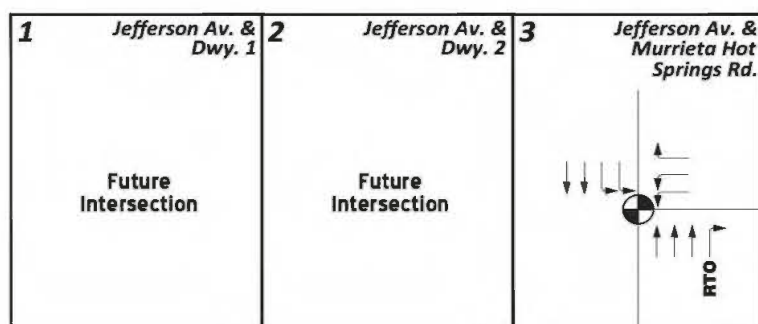 1
Jefferson Av. &
Dwy. 1
Future
Intersection
2
Jefferson Av. &
Dwy. 2
Future
Intersection
3
Jefferson Av. &
Murrieta Hot
Springs Rd.
RTO